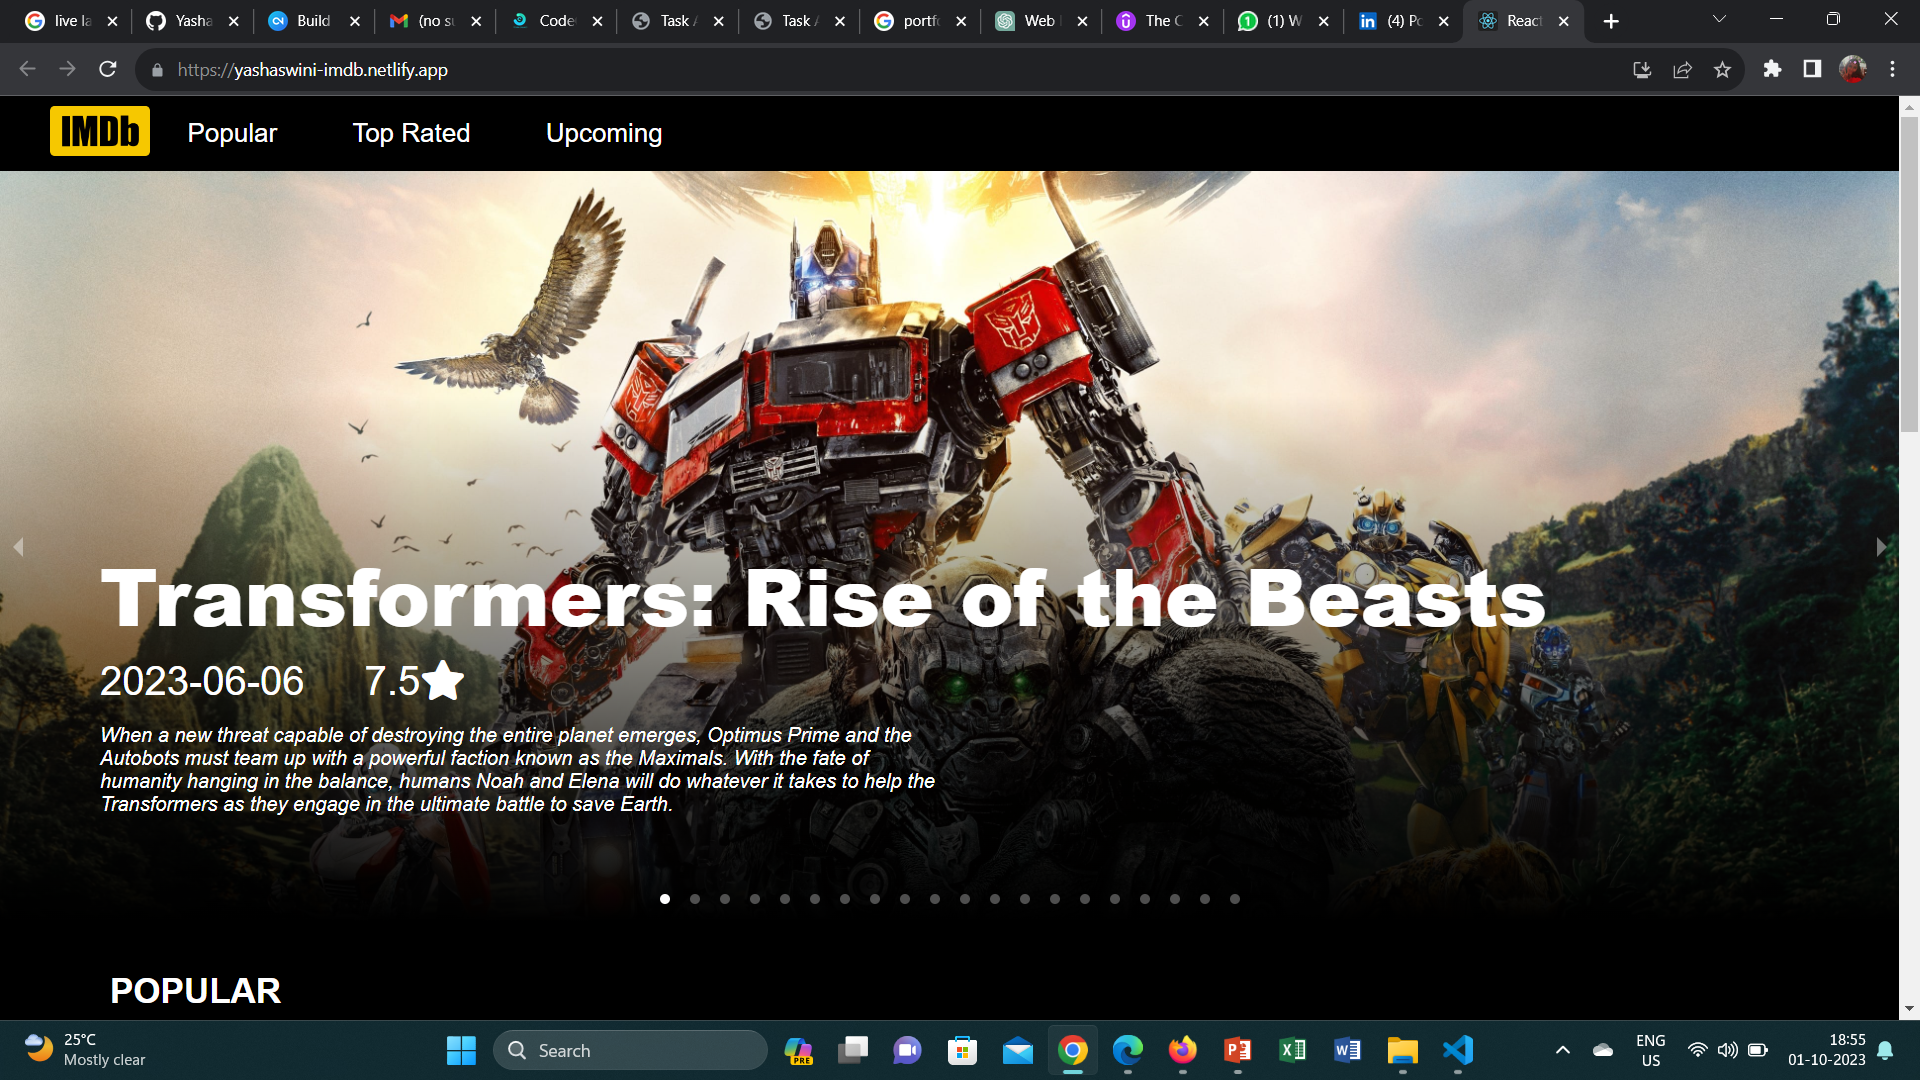 live la
Yasha
Build
(no su
Code
Task
Task
portfo
Web
The C
(1) W
(4) Po
React
https://yashaswini-imdb.netlify.app
IMDb
Popular
Top Rated
Upcoming
Transformers: Rise of the Beasts
2023-06-06 7.5
When a new threat capable of destroying the entire planet emerges, Optimus Prime and the
Autobots must team up with a powerful faction known as the Maximals. With the fate of
humanity hanging in the balance, humans Noah and Elena will do whatever it takes to help the
Transformers as they engage in the ultimate battle to save Earth.
POPULAR
25°C
Mostly clear
Search
PRE
ENG
US
18:55
01-10-2023